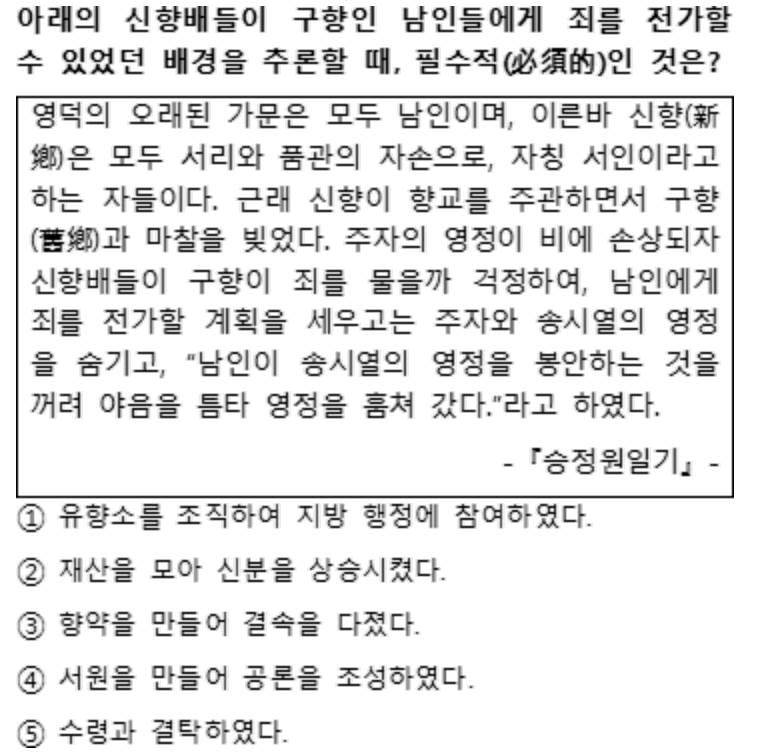 아래의 신향배들이 구향인 남인들에게 죄를 전가할
수 있었던 배경을 추론할 때, 필수적(必須的)인 것은?
영덕의 오래된 가문은 모두 남인이며, 이른바 신향(新
鄕)은 모두 서리와 품관의 자손으로, 자칭 서인이라고
하는 자들이다. 근래 신향이 향교를 주관하면서 구향
(舊鄕)과 마찰을 빚었다. 주자의 영정이 비에 손상되자
신향배들이 구향이 죄를 물을까 걱정하여, 남인에게
죄를 전가할 계획을 세우고는 주자와 송시열의 영정
을 숨기고, “남인이 송시열의 영정을 봉안하는 것을
꺼려 야음을 틈타 영정을 훔쳐 갔다.”라고 하였다.
-『승정원일기』-
① 유향소를 조직하여 지방 행정에 참여하였다.
② 재산을 모아 신분을 상승시켰다.
③ 향약을 만들어 결속을 다졌다.
④ 서원을 만들어 공론을 조성하였다.
⑤ 수령과 결탁하였다.